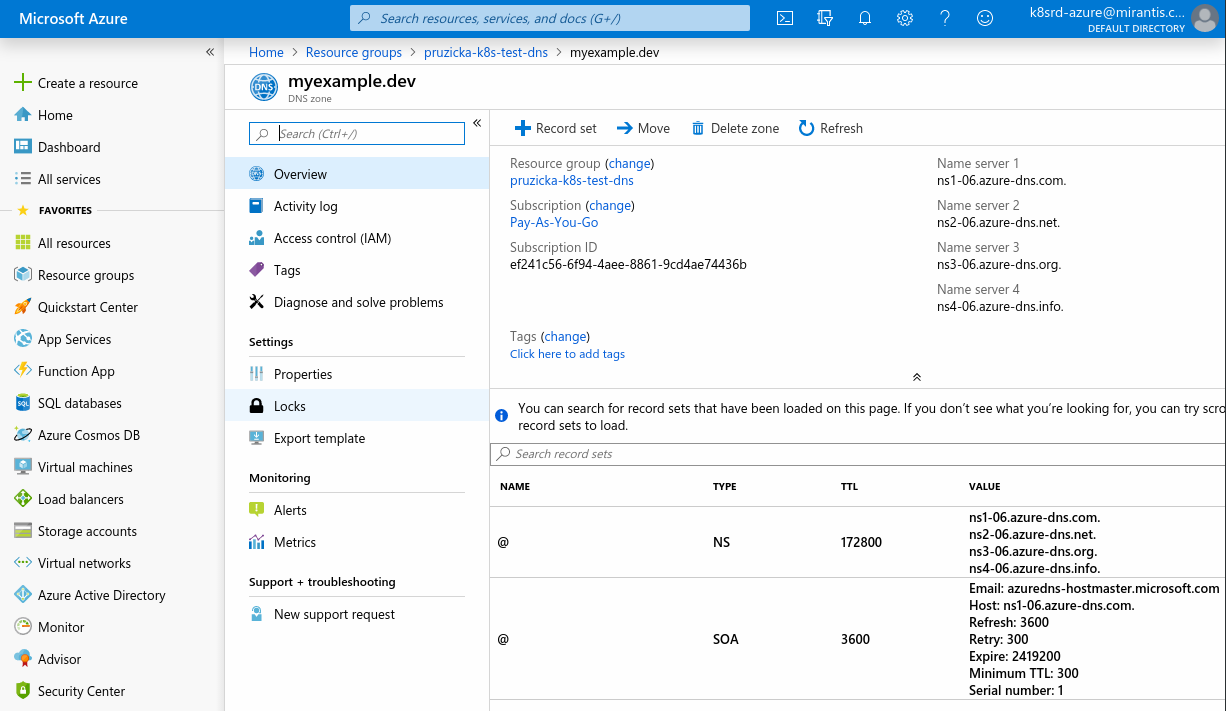 Microsoft Azure
Search resources, services, and docs (G+/)
k8srd-azure@mirantis.c...
DEFAULT DIRECTORY
Create a resource
Home
Dashboard
All services
FAVORITES
All resources
Resource groups
Quickstart Center
App Services
Function App
SQL databases
Azure Cosmos DB
Virtual machines
Load balancers
Storage accounts
Virtual networks
Azure Active Directory
Monitor
Advisor
Security Center
Home > Resource groups > pruzicka-k8s-test-dns > myexample.dev
DNS
myexample.dev
DNS zone
Search (Ctrl+/)
Overview
Activity log
Access control (IAM)
Tags
Diagnose and solve problems
Settings
Properties
Locks
Export template
Monitoring
Alerts
Metrics
Support + troubleshooting
New support request
Record set Move Delete zone Refresh
Resource group (change)
pruzicka-k8s-test-dns
Subscription (change)
Pay-As-You-Go
Subscription ID
ef241c56-6f94-4aee-8861-9cd4ae74436b
Tags (change)
Click here to add tags
Name server 1
ns1-06.azure-dns.com.
Name server 2
ns2-06.azure-dns.net.
Name server 3
ns3-06.azure-dns.org.
Name server 4
ns4-06.azure-dns.info.
You can search for record sets that have been loaded on this page. If you don't see what you're looking for, you can try scro
record sets to load.
Search record sets
NAME TYPE TTL VALUE
@ NS 172800
ns1-06.azure-dns.com.
ns2-06.azure-dns.net.
ns3-06.azure-dns.org.
ns4-06.azure-dns.info.
@ SOA 3600
Email: azuredns-hostmaster.microsoft.com
Host: ns1-06.azure-dns.com.
Refresh: 3600
Retry: 300
Expire: 2419200
Minimum TTL: 300
Serial number: 1